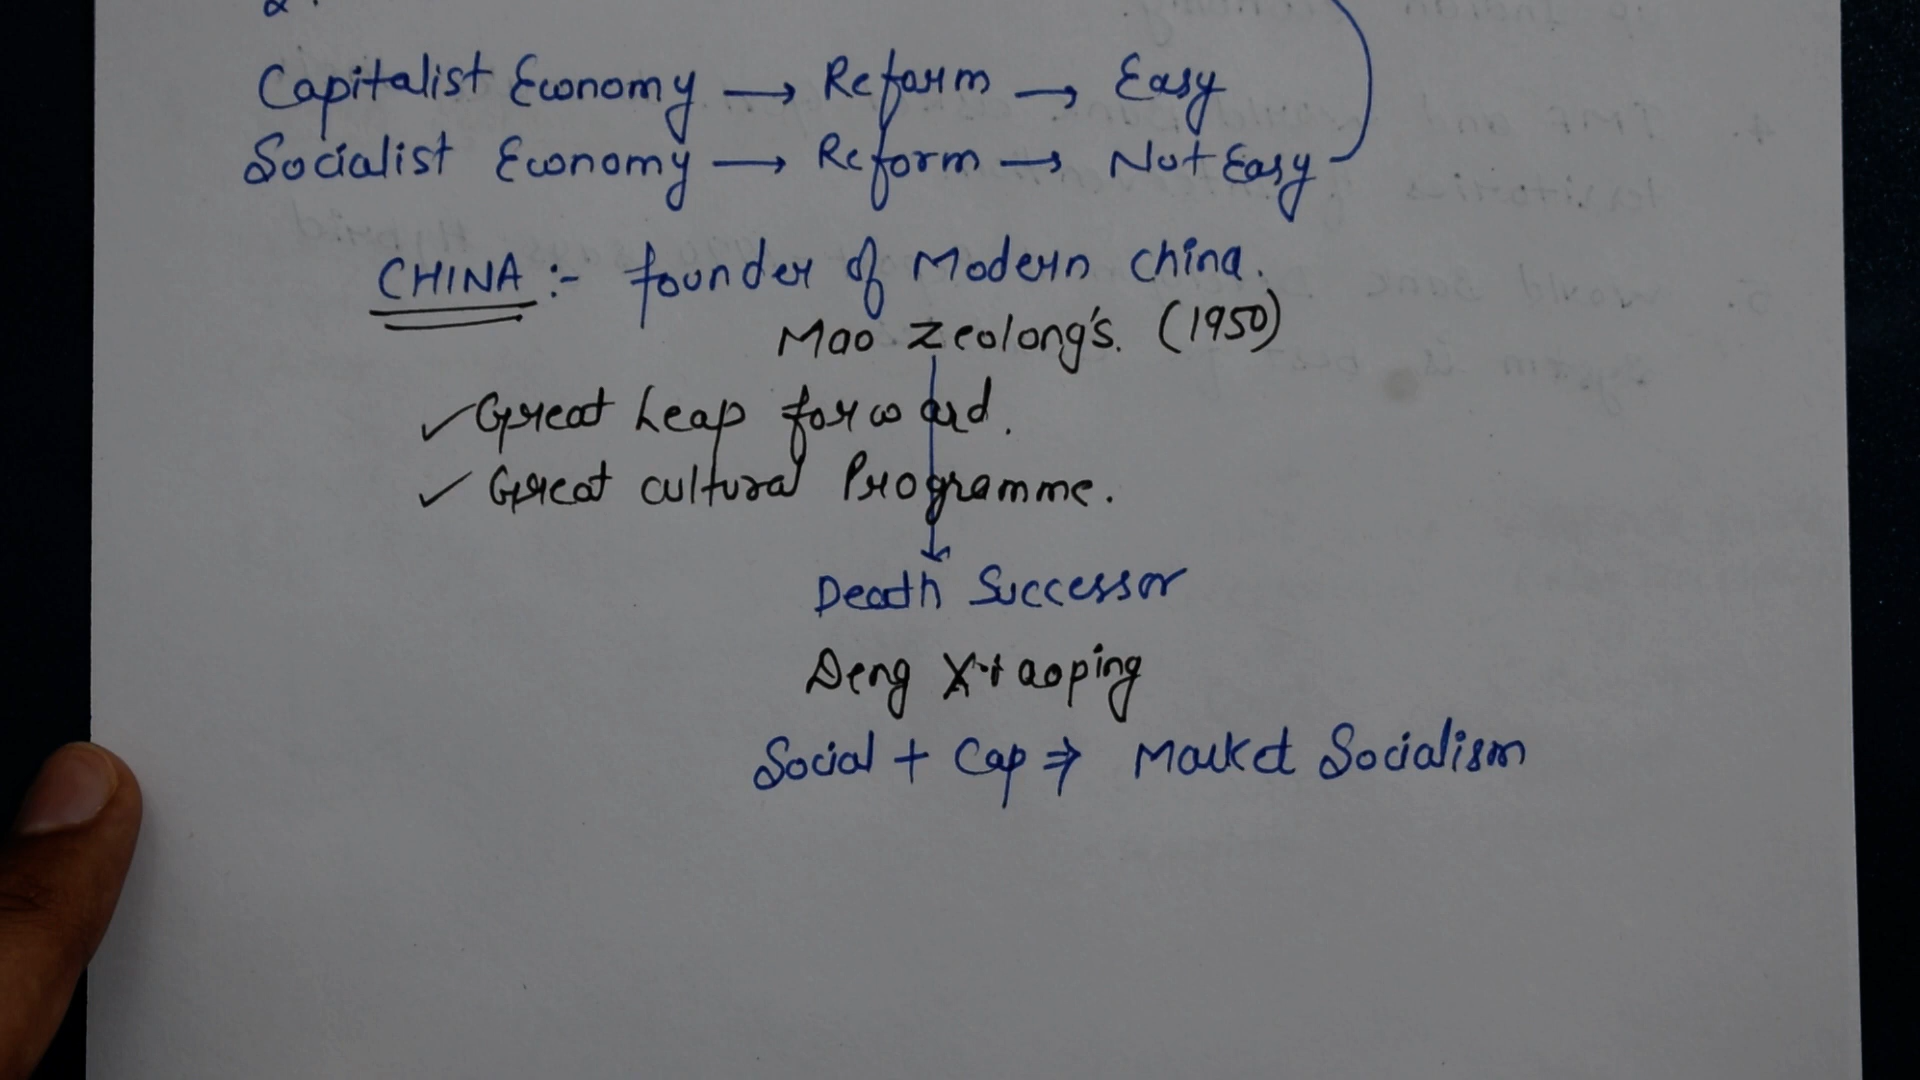 2.
Capitalist Economy → Reform → Easy
Socialist Economy → Reform → Not Easy
CHINA :- founder of Modern China.
Mao Zeolong's. (1950)
✓ Great Leap forward.
✓ Great cultural Programme.
Death Successor
Deng Xiaoping
Social + Cap ⇒ Market Socialism